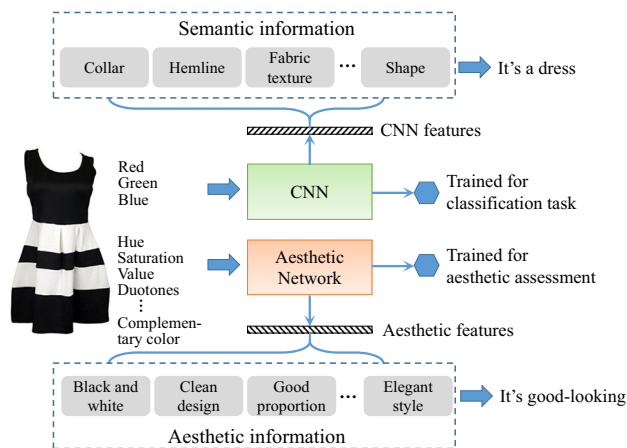 Semantic information
Collar
Hemline
Fabric
texture
...
Shape
It's a dress
CNN features
Red
Green
Blue
CNN
Trained for
classification task
Hue
Saturation
Value
Duotones
⋮
Complemen-
tary color
Aesthetic
Network
Trained for
aesthetic assessment
Aesthetic features
Black and
white
Clean
design
Good
proportion
...
Elegant
style
It's good-looking
Aesthetic information